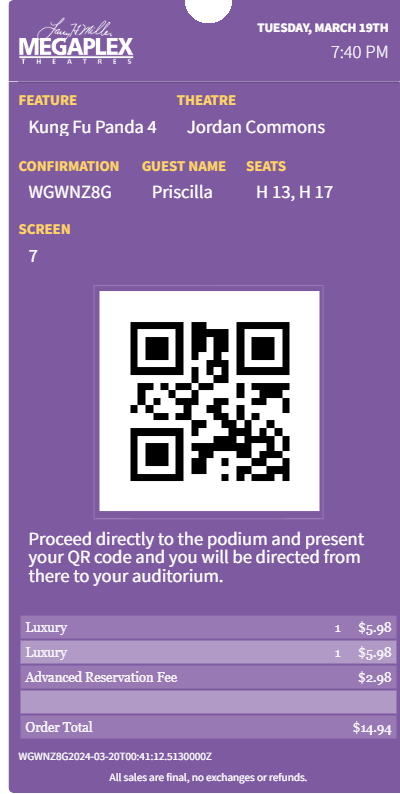 TUESDAY, MARCH 19TH
Larry H. Miller
MEGAPLEX
THEATRES
7:40 PM
FEATURE THEATRE
Kung Fu Panda 4 Jordan Commons
CONFIRMATION GUEST NAME SEATS
WGWNZ8G Priscilla H 13, H 17
SCREEN
7
Proceed directly to the podium and present
your QR code and you will be directed from
there to your auditorium.
Luxury 1 $5.98
Luxury 1 $5.98
Advanced Reservation Fee $2.98
Order Total $14.94
WGWNZ8G2024-03-20T00:41:12.5130000Z
All sales are final, no exchanges or refunds.